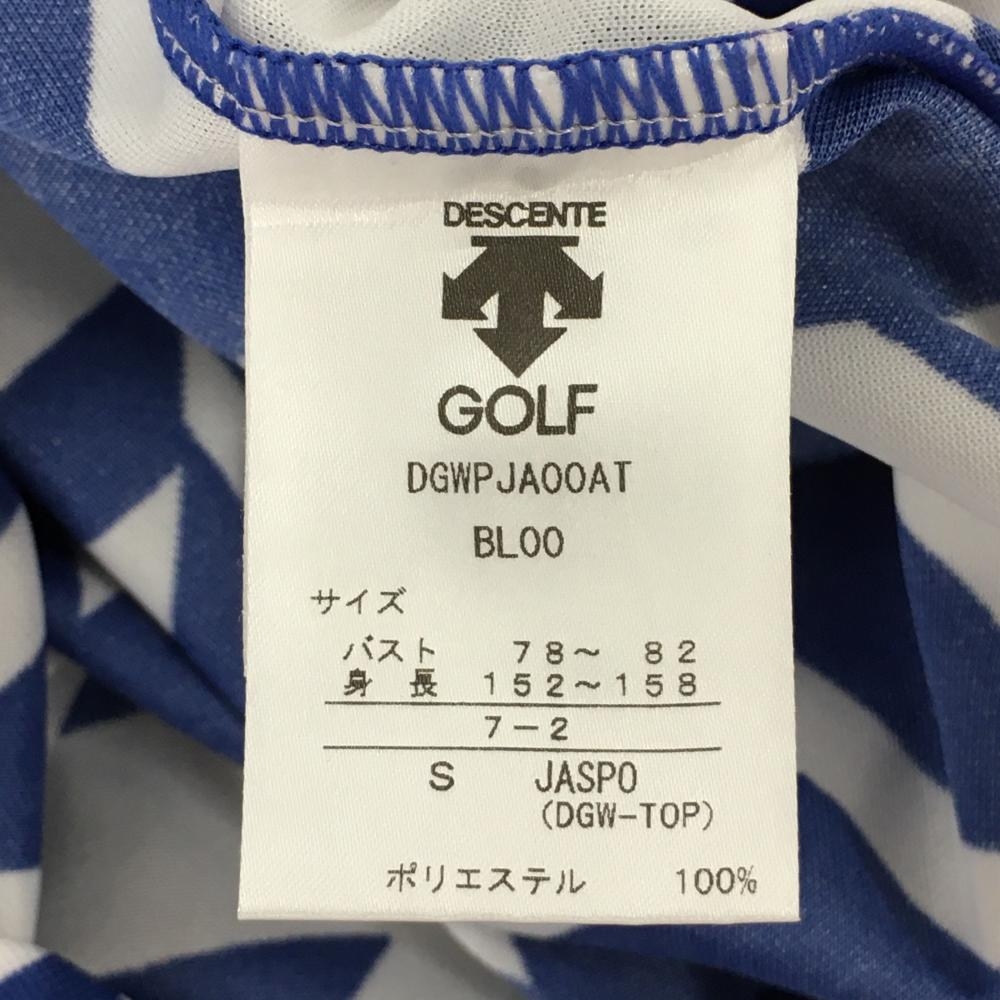 DESCENTE
GOLF
DGWPJA00AT
BL00
サイズ
バスト 78～ 82
身 長 152～158
7-2
S JASPO
(DGW-TOP)
ポリエステル 100%